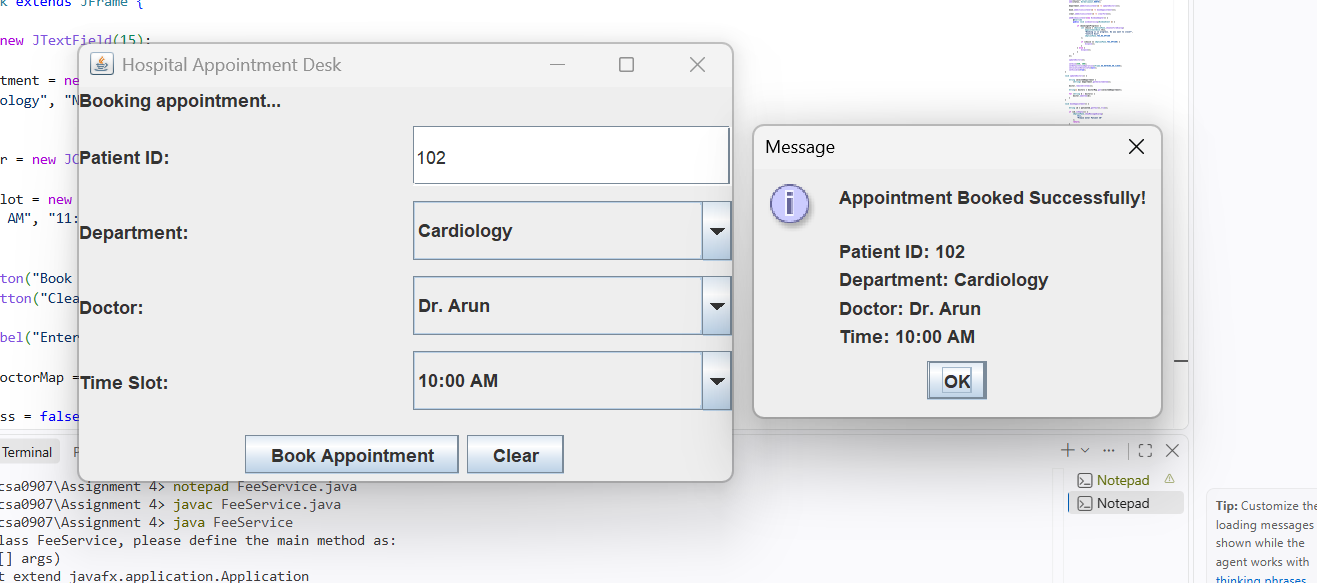 k extends JFrame {
new JTextField(15);
Hospital Appointment Desk
tment = ne
ology", "N
Booking appointment...
Patient ID:
102
r = new JC
lot = new
AM", "11:
Department:
Cardiology
ton("Book
tton("Clea
Doctor:
Dr. Arun
bel("Enter
octorMap =
Time Slot:
10:00 AM
ss = false
Book Appointment
Clear
Message
Appointment Booked Successfully!
Patient ID: 102
Department: Cardiology
Doctor: Dr. Arun
Time: 10:00 AM
OK
Terminal
csa0907\Assignment 4> notepad FeeService.java
csa0907\Assignment 4> javac FeeService.java
csa0907\Assignment 4> java FeeService
lass FeeService, please define the main method as:
[] args)
t extend javafx.application.Application
Notepad
Notepad
Tip: Customize the
loading messages
shown while the
agent works with
thinking phrases